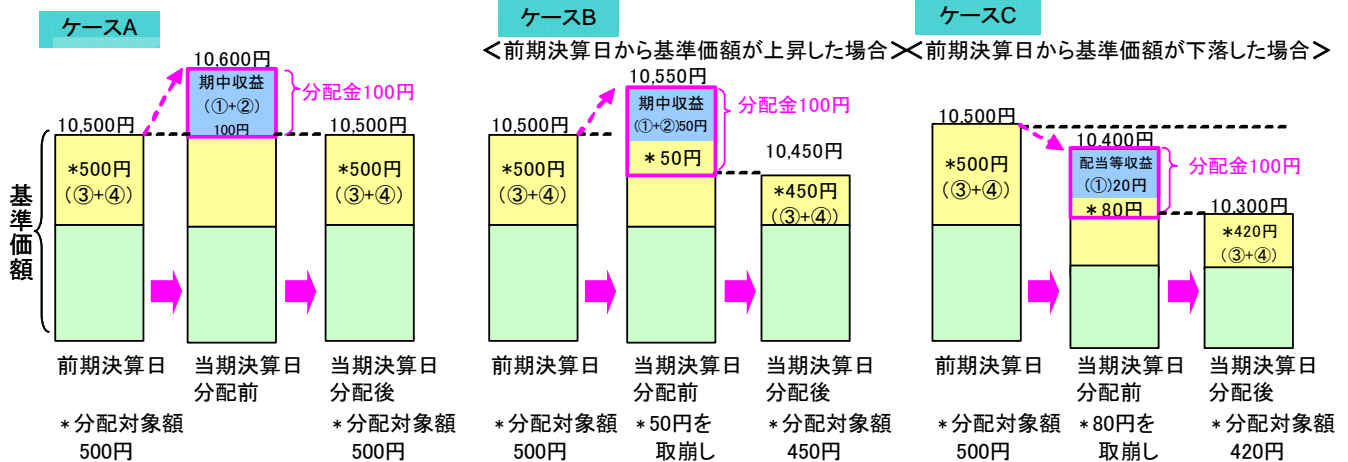 ケースA
10,600円
期中収益
(①+②)
100円
分配金100円
10,500円
10,500円
*500円
(③+④)
*500円
(③+④)
基準価額
前期決算日
当期決算日
分配前
当期決算日
分配後
*分配対象額
500円
*分配対象額
500円
ケースB
<前期決算日から基準価額が上昇した場合>
10,550円
期中収益
(①+②)50円
*50円
分配金100円
10,500円
10,450円
*500円
(③+④)
*450円
(③+④)
前期決算日
当期決算日
分配前
当期決算日
分配後
*分配対象額
500円
*50円を
取崩し
*分配対象額
450円
ケースC
<前期決算日から基準価額が下落した場合>
10,500円
10,400円
配当等収益
(①)20円
*80円
分配金100円
10,300円
*500円
(③+④)
*420円
(③+④)
前期決算日
当期決算日
分配前
当期決算日
分配後
*分配対象額
500円
*80円を
取崩し
*分配対象額
420円